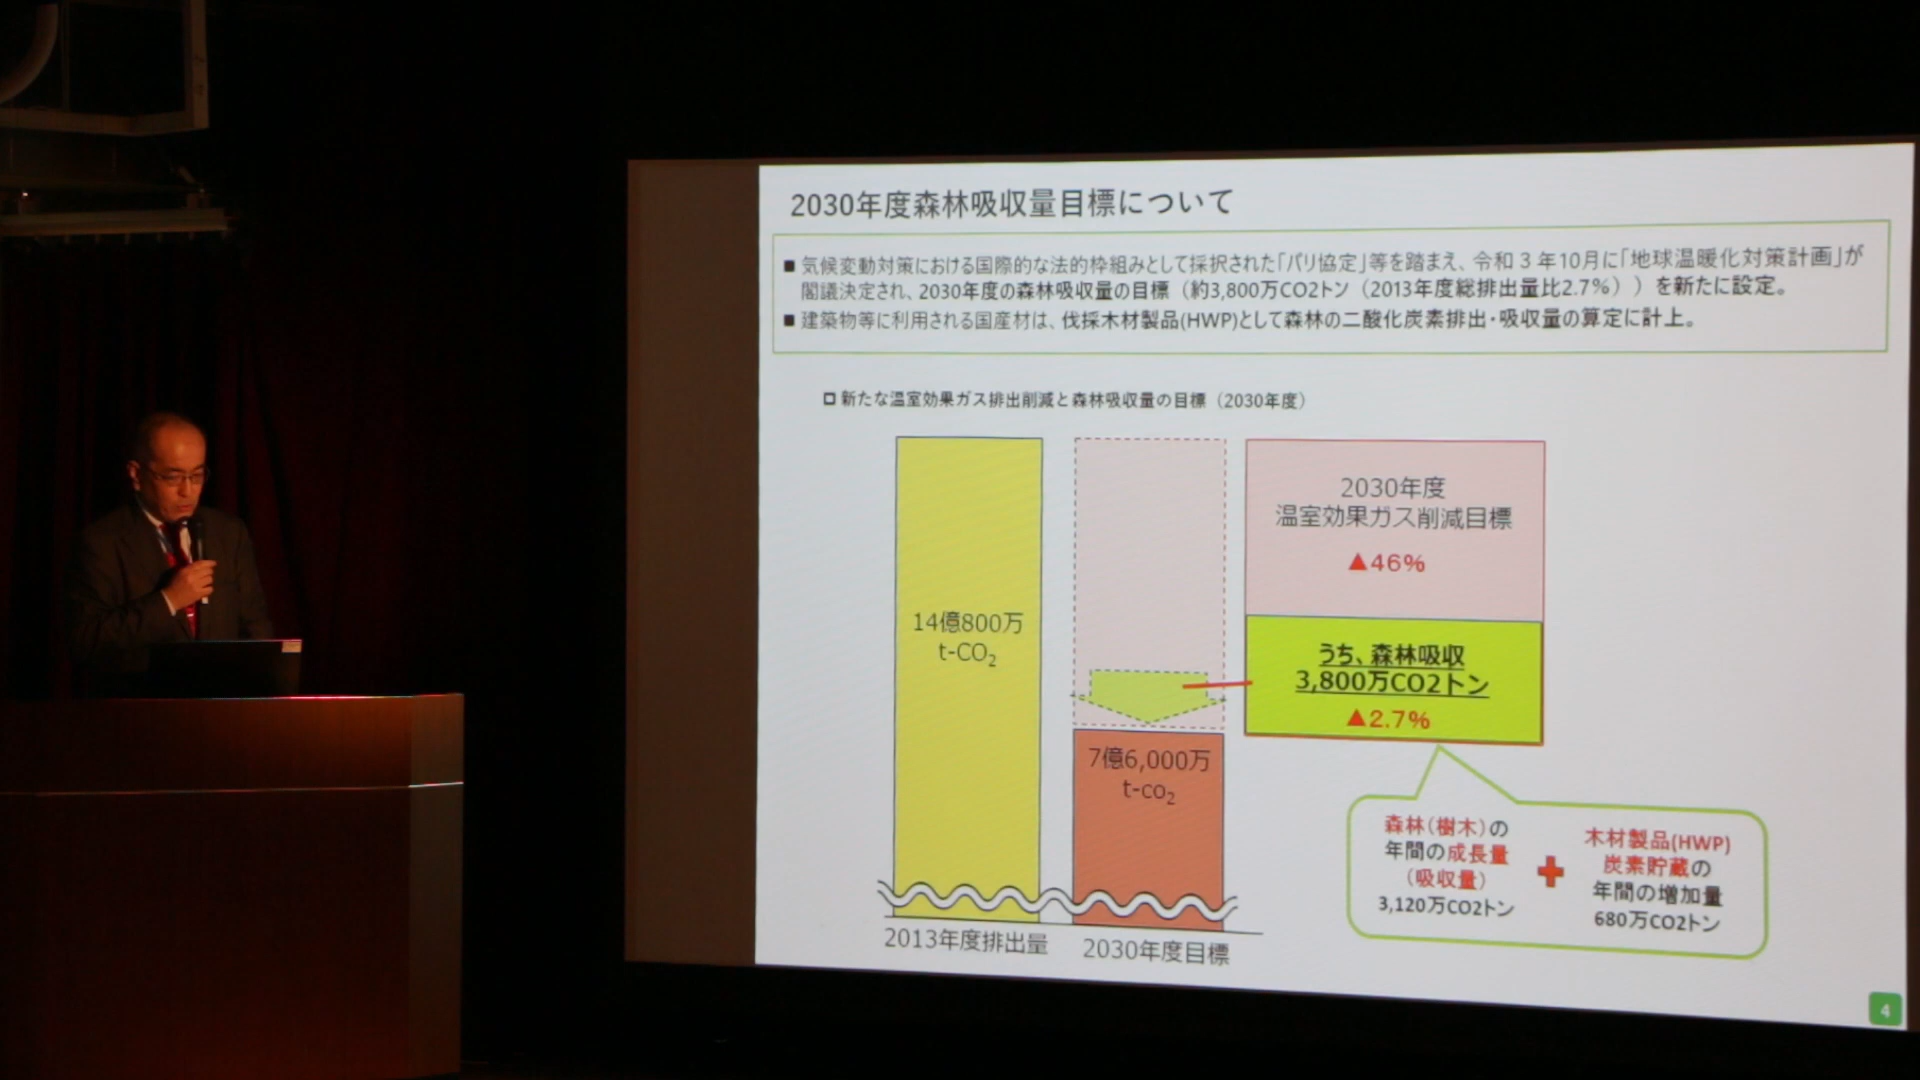 2030年度森林吸収量目標について
■ 気候変動対策における国際的な法的枠組みとして採択された「パリ協定」等を踏まえ、令和3年10月に「地球温暖化対策計画」が
閣議決定され、2030年度の森林吸収量の目標（約3,800万CO2トン（2013年度総排出量比2.7%））を新たに設定。
■ 建築物等に利用される国産材は、伐採木材製品(HWP)として森林の二酸化炭素排出・吸収量の算定に計上。
新たな温室効果ガス排出削減と森林吸収量の目標（2030年度）
14億800万
t-CO2
2013年度排出量
7億6,000万
t-co2
2030年度目標
2030年度
温室効果ガス削減目標
▲46%
うち、森林吸収
3,800万CO2トン
▲2.7%
森林（樹木）の
年間の成長量
（吸収量）
3,120万CO2トン
木材製品(HWP)
炭素貯蔵の
年間の増加量
680万CO2トン
4